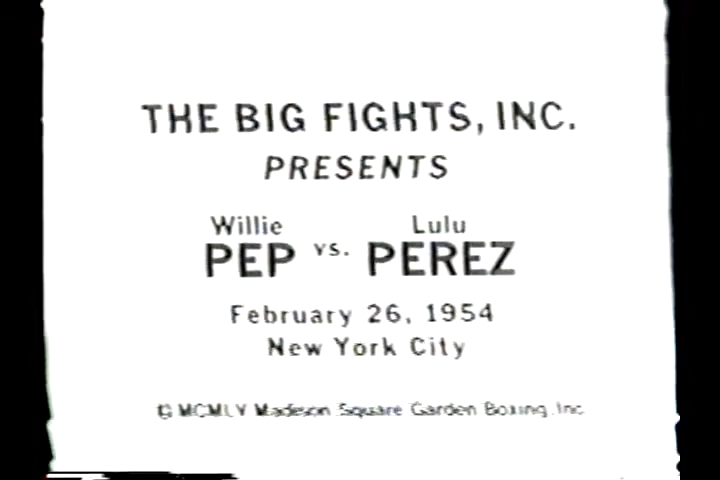 THE BIG FIGHTS, INC.
PRESENTS
Willie Lulu
PEP vs. PEREZ
February 26, 1954
New York City
© MCMLV Madison Square Garden Boxing Inc.